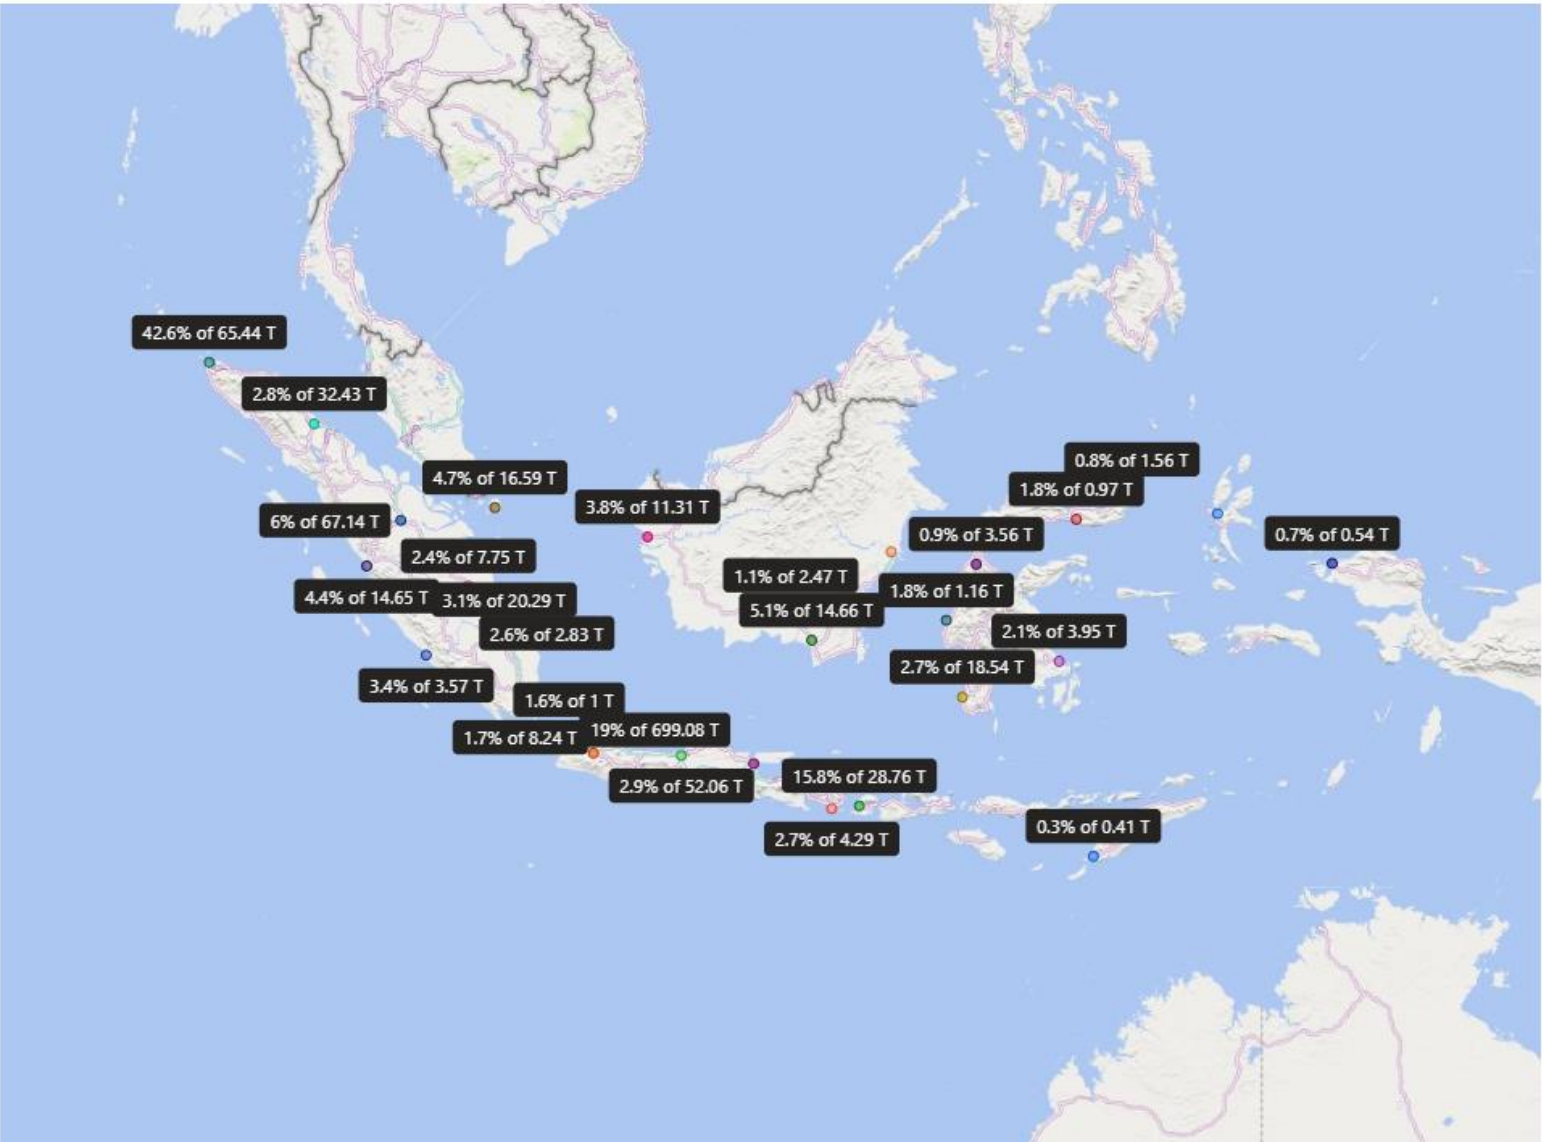 42.6% of 65.44 T
2.8% of 32.43 T
0.8% of 1.56 T
4.7% of 16.59 T
1.8% of 0.97 T
3.8% of 11.31 T
6% of 67.14 T
0.9% of 3.56 T
0.7% of 0.54 T
2.4% of 7.75 T
1.1% of 2.47 T
1.8% of 1.16 T
4.4% of 14.65 T
3.1% of 20.29 T
5.1% of 14.66 T
2.6% of 2.83 T
2.1% of 3.95 T
2.7% of 18.54 T
3.4% of 3.57 T
1.6% of 1 T
19% of 699.08 T
1.7% of 8.24 T
15.8% of 28.76 T
2.9% of 52.06 T
0.3% of 0.41 T
2.7% of 4.29 T